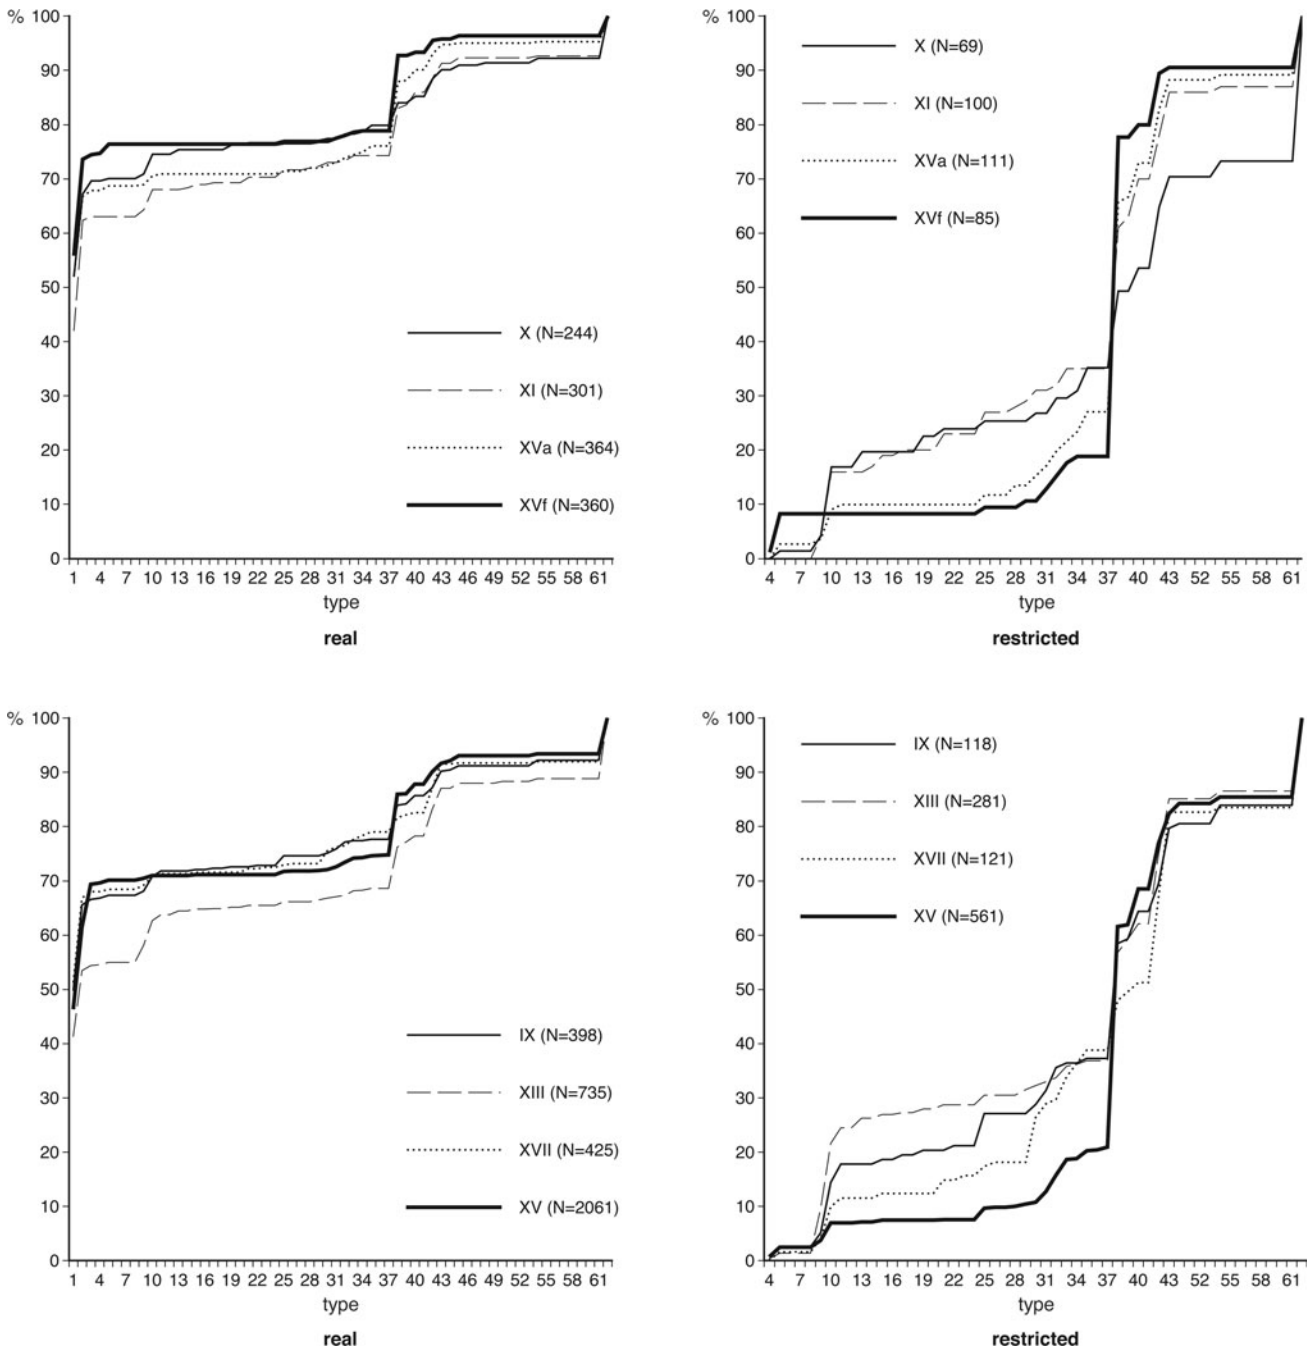 % 100
90
80
70
60
50
40
30
20
10
0
X (N=244)
XI (N=301)
XVa (N=364)
XVf (N=360)
1 4 7 10 13 16 19 22 25 28 31 34 37 40 43 46 49 52 55 58 61
type
real
% 100
90
80
70
60
50
40
30
20
10
0
X (N=69)
XI (N=100)
XVa (N=111)
XVf (N=85)
4 7 10 13 16 19 22 25 28 31 34 37 40 43 55 58 61
type
restricted
% 100
90
80
70
60
50
40
30
20
10
0
IX (N=398)
XIII (N=735)
XVII (N=425)
XV (N=2061)
1 4 7 10 13 16 19 22 25 28 31 34 37 40 43 46 49 52 55 58 61
type
real
% 100
90
80
70
60
50
40
30
20
10
0
IX (N=118)
XIII (N=281)
XVII (N=121)
XV (N=561)
4 7 10 13 16 19 22 25 28 31 34 37 40 43 55 58 61
type
restricted